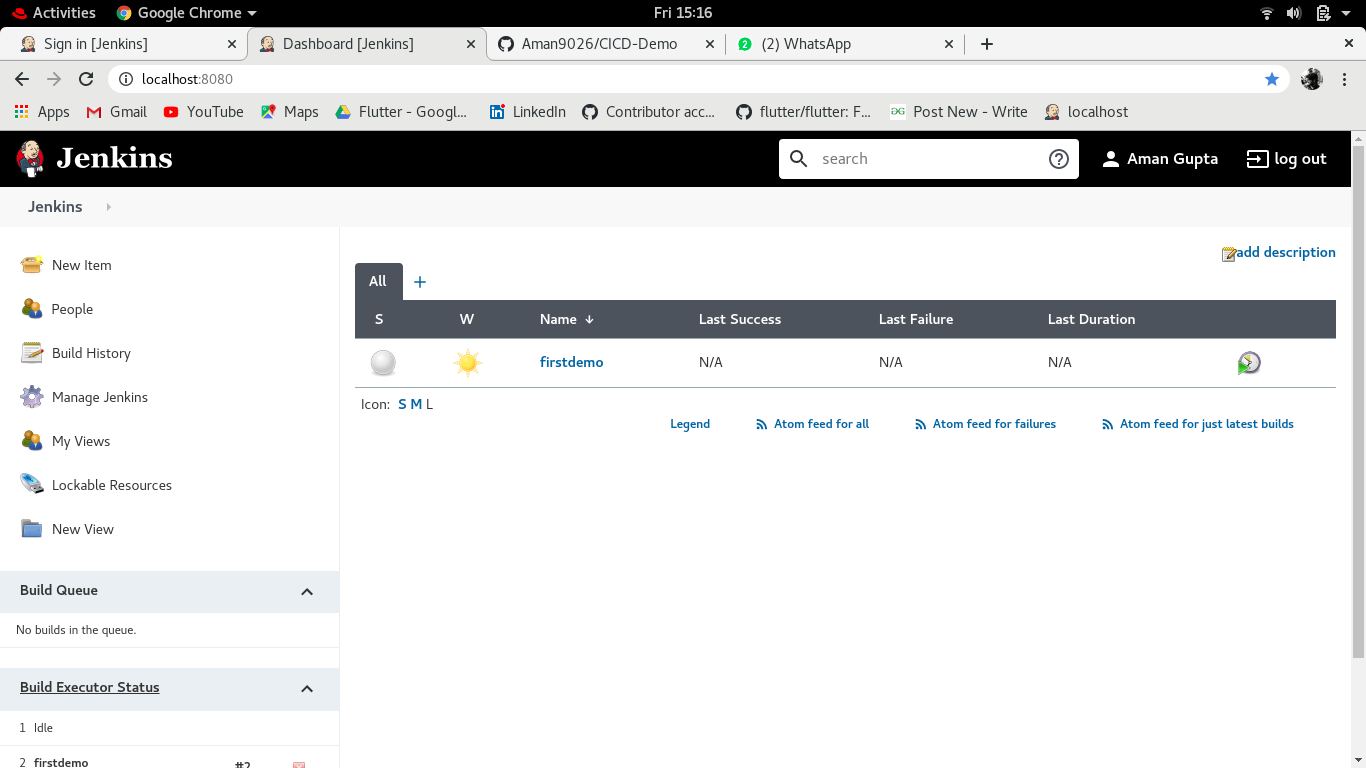 Activities Google Chrome Fri 15:16
Sign in [Jenkins] Dashboard [Jenkins] Aman9026/CICD-Demo 2 (2) WhatsApp
localhost:8080
Apps Gmail YouTube Maps Flutter - Googl... LinkedIn Contributor acc... flutter/flutter: F... Post New - Write localhost
Jenkins search Aman Gupta log out
Jenkins
add description
New Item
People
Build History
Manage Jenkins
My Views
Lockable Resources
New View
All +
S W Name ↓ Last Success Last Failure Last Duration
firstdemo N/A N/A N/A
Icon: S M L
Legend Atom feed for all Atom feed for failures Atom feed for just latest builds
Build Queue
No builds in the queue.
Build Executor Status
1 Idle
2 firstdemo #2